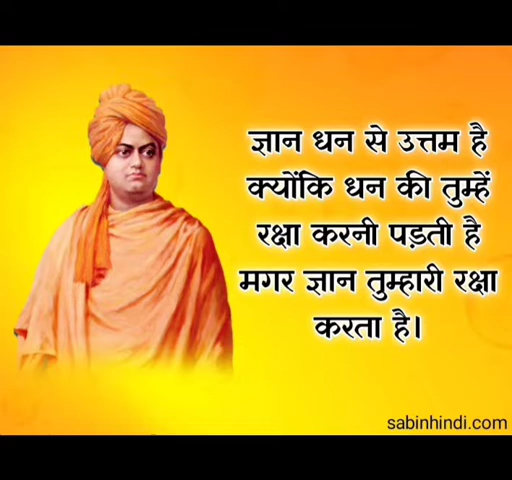 ज्ञान धन से उत्तम है
क्योंकि धन की तुम्हें
रक्षा करनी पड़ती है
मगर ज्ञान तुम्हारी रक्षा
करता है।
sabinhindi.com